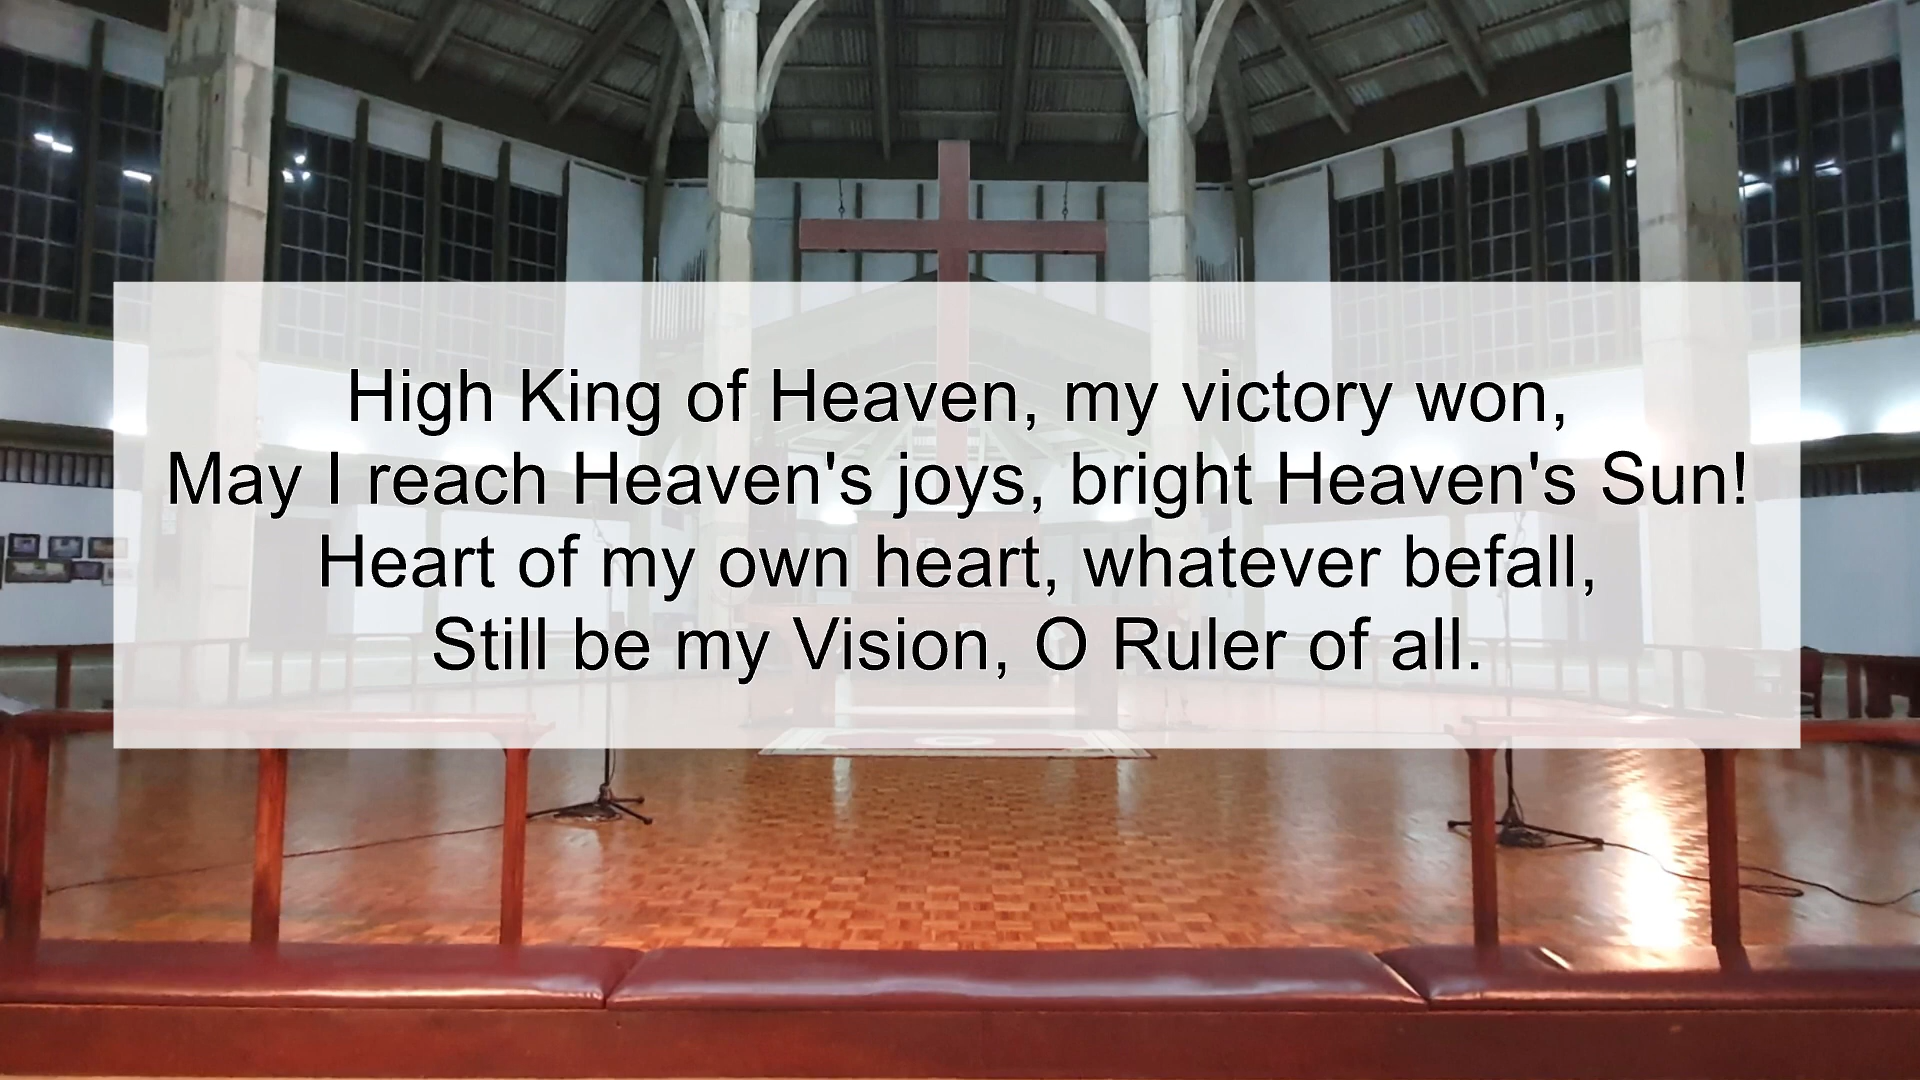 High King of Heaven, my victory won,
May I reach Heaven's joys, bright Heaven's Sun!
Heart of my own heart, whatever befall,
Still be my Vision, O Ruler of all.